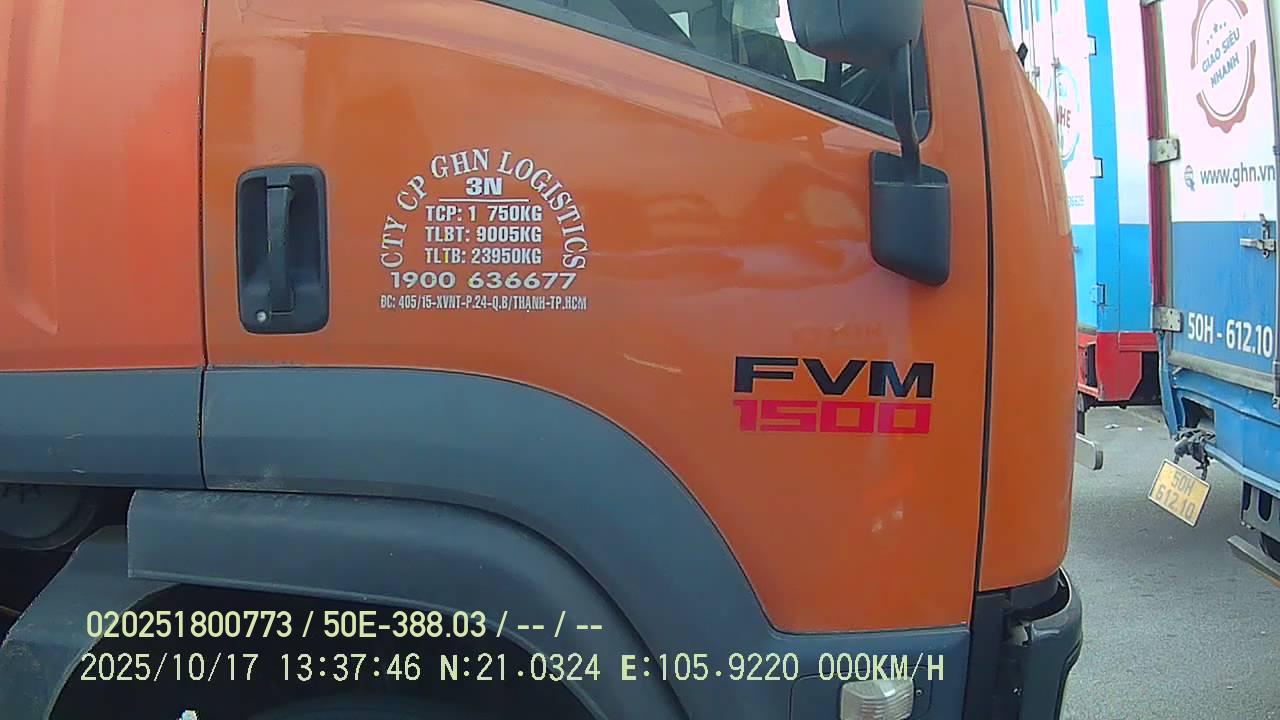 CTY CP GHN LOGISTICS
3N
TCP: 1 750KG
TLBT: 9005KG
TLTB: 23950KG
1900 636677
ĐC: 405/15-XVNT-P.24-Q.B/THẠNH-TP.HCM
FVM
1500
GIAO SIÊU
NHANH
www.ghn.vn
50H - 612.10
50H
612.10
020251800773 / 50E-388.03 / -- / --
2025/10/17 13:37:46 N:21.0324 E:105.9220 000KM/H